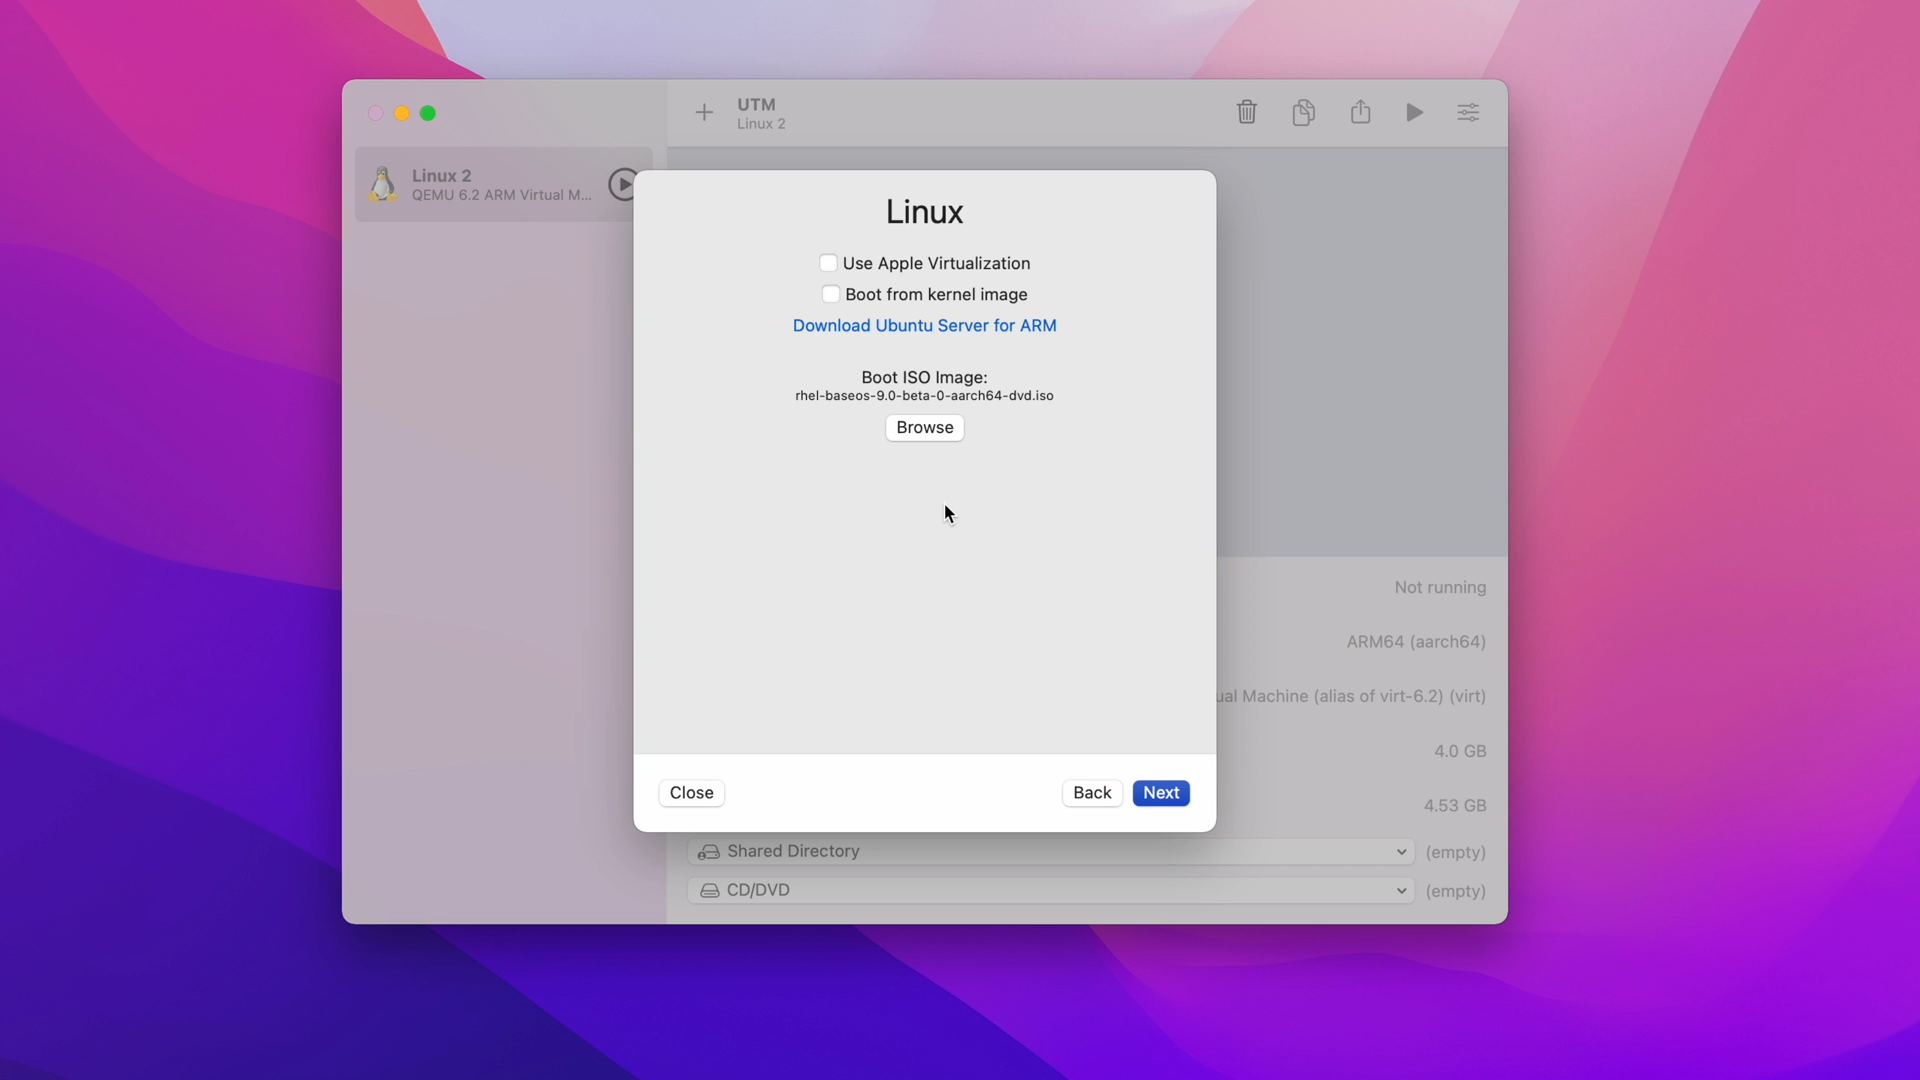 UTM
Linux 2
Linux 2
QEMU 6.2 ARM Virtual M...
Linux
Use Apple Virtualization
Boot from kernel image
Download Ubuntu Server for ARM
Boot ISO Image:
rhel-baseos-9.0-beta-0-aarch64-dvd.iso
Browse
Not running
ARM64 (aarch64)
ual Machine (alias of virt-6.2) (virt)
4.0 GB
4.53 GB
Close
Back
Next
Shared Directory
(empty)
CD/DVD
(empty)